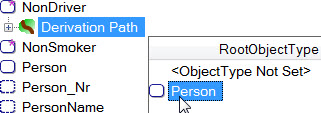 NonDriver
Derivation Path
NonSmoker
Person
Person_Nr
PersonName
RootObjectType
<ObjectType Not Set>
Person